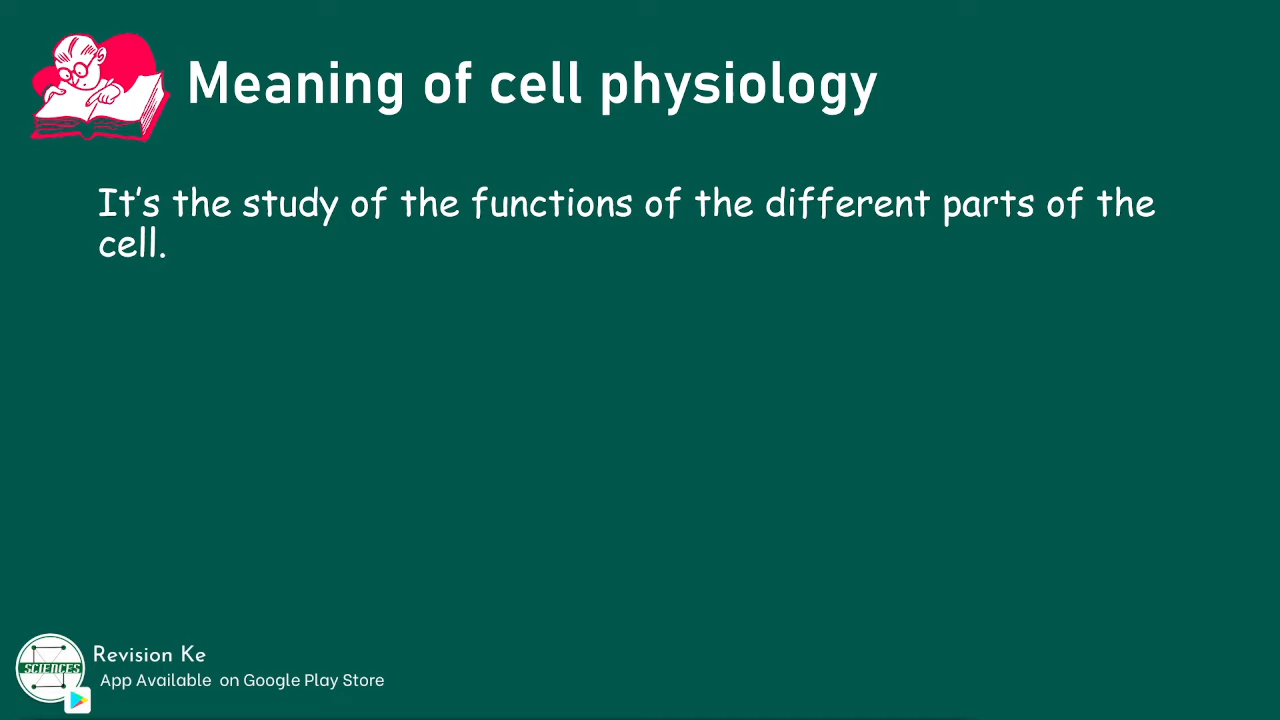 Meaning of cell physiology
It’s the study of the functions of the different parts of the
cell.
SCIENCES
Revision Ke
App Available on Google Play Store